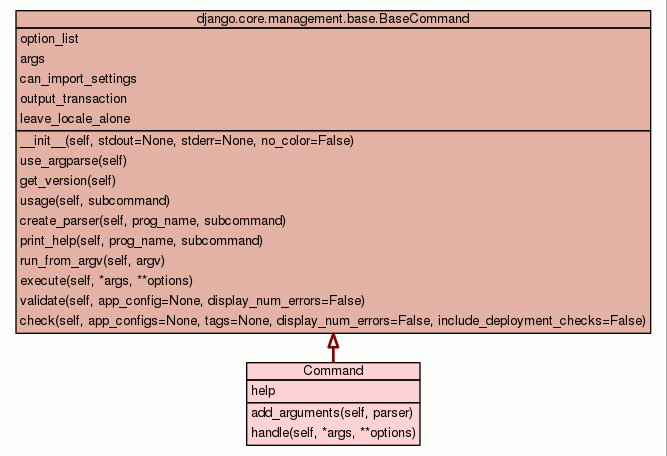 django.core.management.base.BaseCommand
option_list
args
can_import_settings
output_transaction
leave_locale_alone
__init__(self, stdout=None, stderr=None, no_color=False)
use_argparse(self)
get_version(self)
usage(self, subcommand)
create_parser(self, prog_name, subcommand)
print_help(self, prog_name, subcommand)
run_from_argv(self, argv)
execute(self, *args, **options)
validate(self, app_config=None, display_num_errors=False)
check(self, app_configs=None, tags=None, display_num_errors=False, include_deployment_checks=False)
Command
help
add_arguments(self, parser)
handle(self, *args, **options)